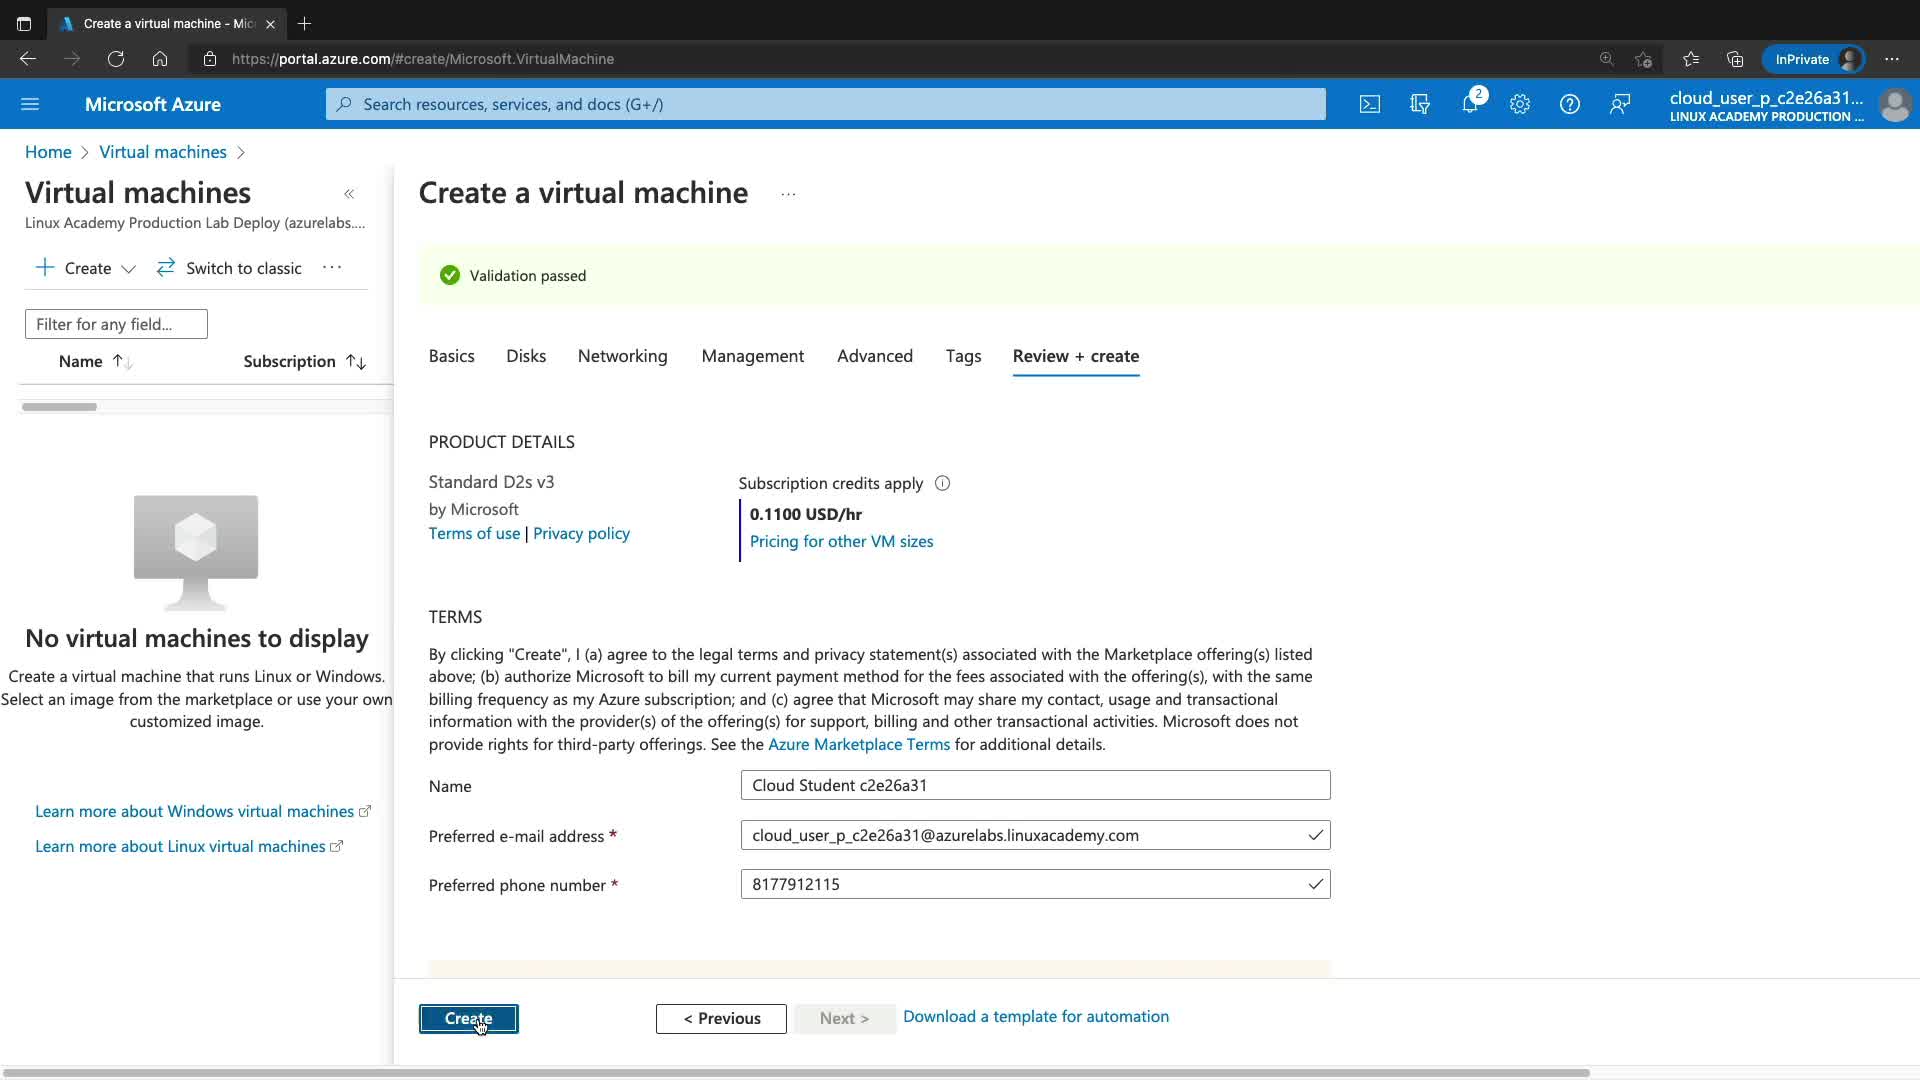 Create a virtual machine - Mic
https://portal.azure.com/#create/Microsoft.VirtualMachine
InPrivate
Microsoft Azure
Search resources, services, and docs (G+/)
2
cloud_user_p_c2e26a31...
LINUX ACADEMY PRODUCTION ...
Home > Virtual machines >
Virtual machines
Linux Academy Production Lab Deploy (azurelabs....
Create
Switch to classic
...
Filter for any field...
Name
Subscription
No virtual machines to display
Create a virtual machine that runs Linux or Windows.
Select an image from the marketplace or use your own
customized image.
Learn more about Windows virtual machines
Learn more about Linux virtual machines
Create a virtual machine ...
Validation passed
Basics Disks Networking Management Advanced Tags Review + create
PRODUCT DETAILS
Standard D2s v3
by Microsoft
Terms of use | Privacy policy
Subscription credits apply
0.1100 USD/hr
Pricing for other VM sizes
TERMS
By clicking "Create", I (a) agree to the legal terms and privacy statement(s) associated with the Marketplace offering(s) listed
above; (b) authorize Microsoft to bill my current payment method for the fees associated with the offering(s), with the same
billing frequency as my Azure subscription; and (c) agree that Microsoft may share my contact, usage and transactional
information with the provider(s) of the offering(s) for support, billing and other transactional activities. Microsoft does not
provide rights for third-party offerings. See the Azure Marketplace Terms for additional details.
Name
Cloud Student c2e26a31
Preferred e-mail address *
cloud_user_p_c2e26a31@azurelabs.linuxacademy.com
Preferred phone number *
8177912115
Create
< Previous
Next >
Download a template for automation